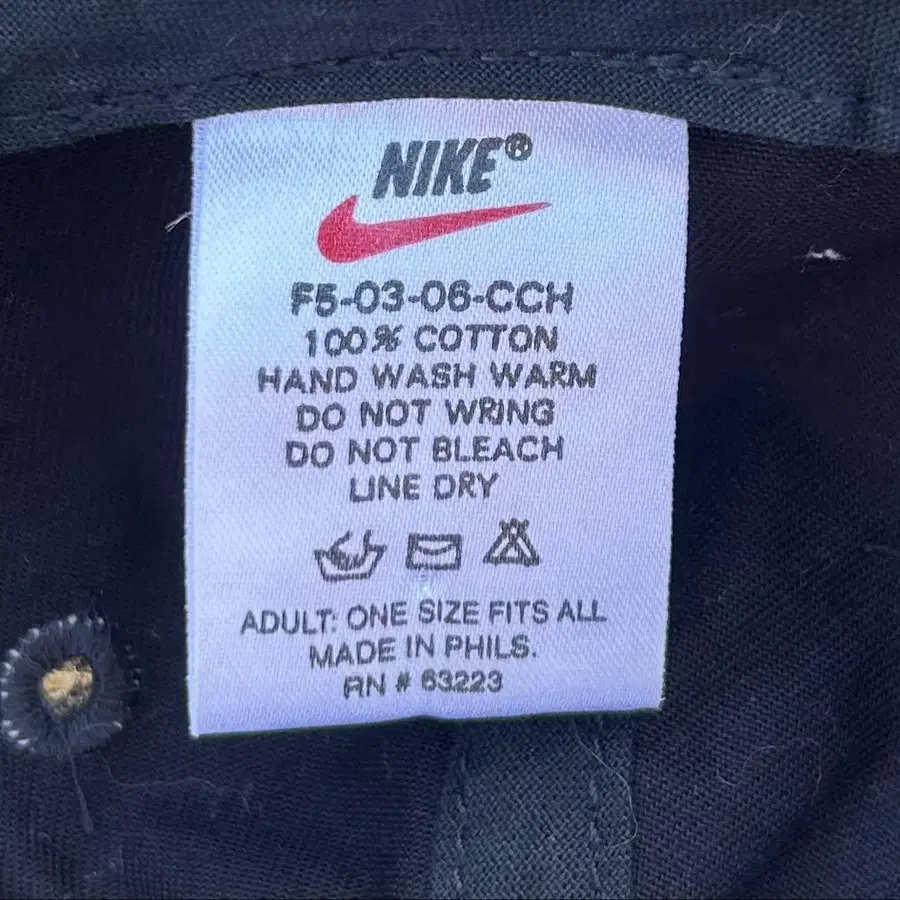 NIKE®
F5-03-06-CCH
100% COTTON
HAND WASH WARM
DO NOT WRING
DO NOT BLEACH
LINE DRY
ADULT: ONE SIZE FITS ALL
MADE IN PHILS.
RN # 63223